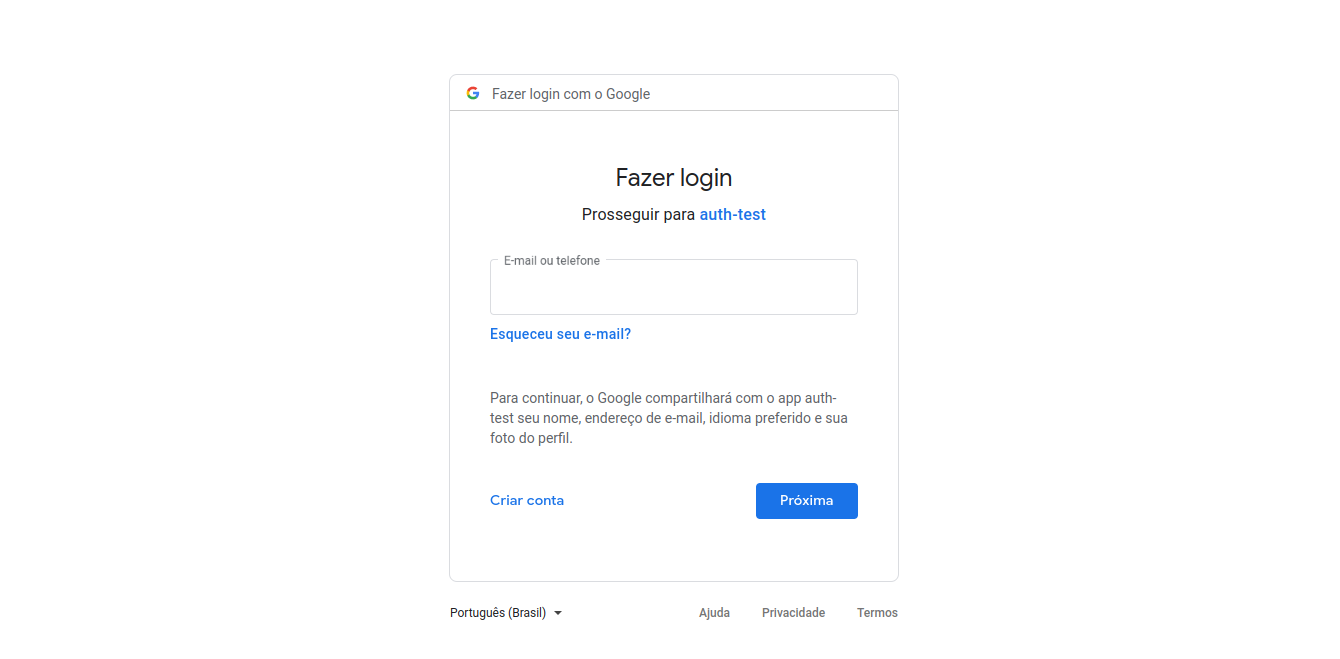 Fazer login com o Google
Fazer login
Prosseguir para auth-test
E-mail ou telefone
Esqueceu seu e-mail?
Para continuar, o Google compartilhará com o app auth-
test seu nome, endereço de e-mail, idioma preferido e sua
foto do perfil.
Criar conta
Próxima
Português (Brasil)
Ajuda
Privacidade
Termos